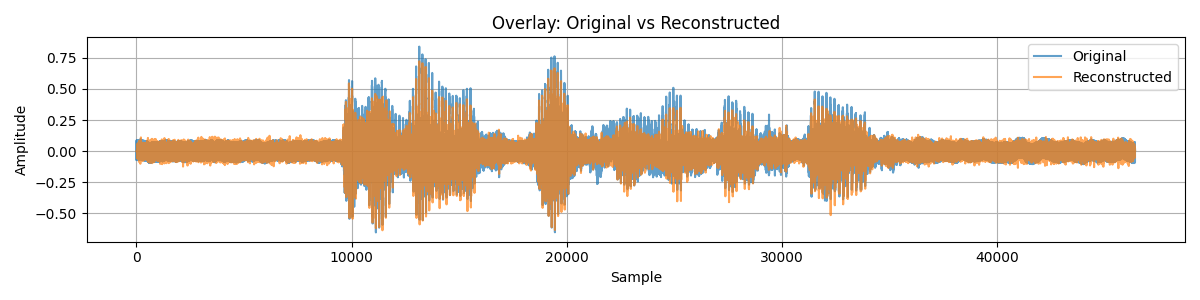 Overlay: Original vs Reconstructed
Amplitude
0.75
0.50
0.25
0.00
−0.25
−0.50
Original
Reconstructed
0 10000 20000 30000 40000
Sample